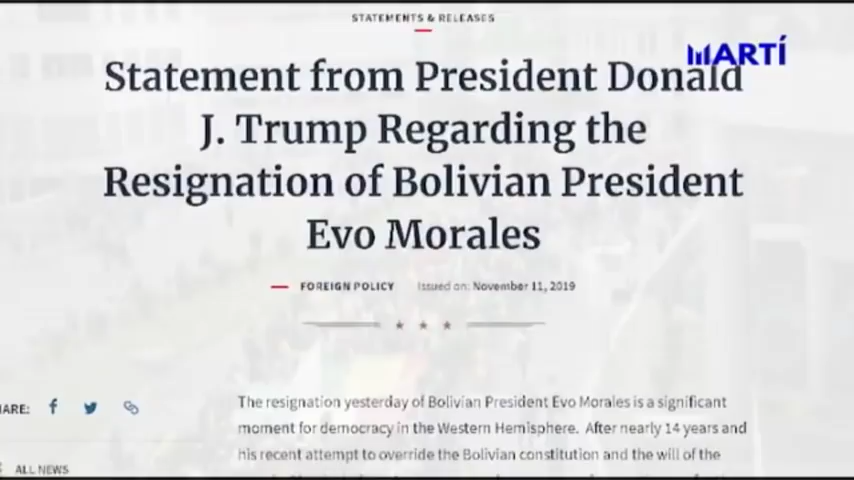 STATEMENTS & RELEASES
MARTÍ
Statement from President Donald
J. Trump Regarding the
Resignation of Bolivian President
Evo Morales
FOREIGN POLICY Issued on: November 11, 2019
ARE:
The resignation yesterday of Bolivian President Evo Morales is a significant
moment for democracy in the Western Hemisphere. After nearly 14 years and
his recent attempt to override the Bolivian constitution and the will of the
ALL NEWS